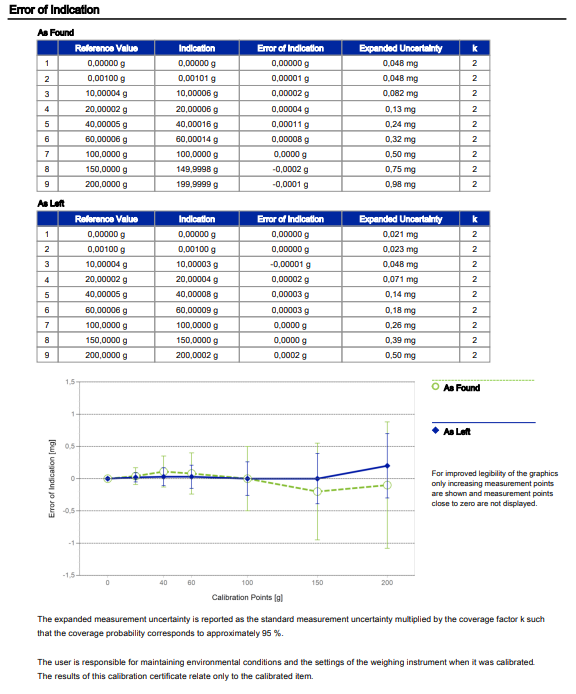 Error of Indication
As Found
Reference Value Indication Error of Indication Expanded Uncertainty k
1 0,00000 g 0,00000 g 0,00000 g 0,048 mg 2
2 0,00100 g 0,00101 g 0,00001 g 0,048 mg 2
3 10,00004 g 10,00006 g 0,00002 g 0,082 mg 2
4 20,00002 g 20,00006 g 0,00004 g 0,13 mg 2
5 40,00005 g 40,00016 g 0,00011 g 0,24 mg 2
6 60,00006 g 60,00014 g 0,00008 g 0,32 mg 2
7 100,0000 g 100,0000 g 0,0000 g 0,50 mg 2
8 150,0000 g 149,9998 g -0,0002 g 0,75 mg 2
9 200,0000 g 199,9999 g -0,0001 g 0,98 mg 2
As Left
Reference Value Indication Error of Indication Expanded Uncertainty k
1 0,00000 g 0,00000 g 0,00000 g 0,021 mg 2
2 0,00100 g 0,00100 g 0,00000 g 0,023 mg 2
3 10,00004 g 10,00003 g -0,00001 g 0,048 mg 2
4 20,00002 g 20,00004 g 0,00002 g 0,071 mg 2
5 40,00005 g 40,00008 g 0,00003 g 0,14 mg 2
6 60,00006 g 60,00009 g 0,00003 g 0,18 mg 2
7 100,0000 g 100,0000 g 0,0000 g 0,26 mg 2
8 150,0000 g 150,0000 g 0,0000 g 0,39 mg 2
9 200,0000 g 200,0002 g 0,0002 g 0,50 mg 2
1,5
1
0,5
0
-0,5
-1
-1,5
Error of Indication [mg]
0 40 60 100 150 200
Calibration Points [g]
As Found
As Left
For improved legibility of the graphics
only increasing measurement points
are shown and measurement points
close to zero are not displayed.
The expanded measurement uncertainty is reported as the standard measurement uncertainty multiplied by the coverage factor k such
that the coverage probability corresponds to approximately 95 %.
The user is responsible for maintaining environmental conditions and the settings of the weighing instrument when it was calibrated.
The results of this calibration certificate relate only to the calibrated item.